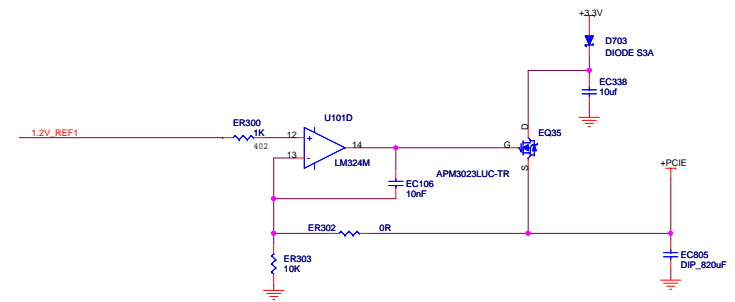 +3.3V
D703
DIODE S3A
EC338
10uf
U101D
ER300
1K
402
1.2V_REF1
12
+
14
13
-
LM324M
D
G
S
EQ35
APM3023LUC-TR
EC106
10nF
+PCIE
ER302
0R
ER303
10K
EC805
DIP_820uF